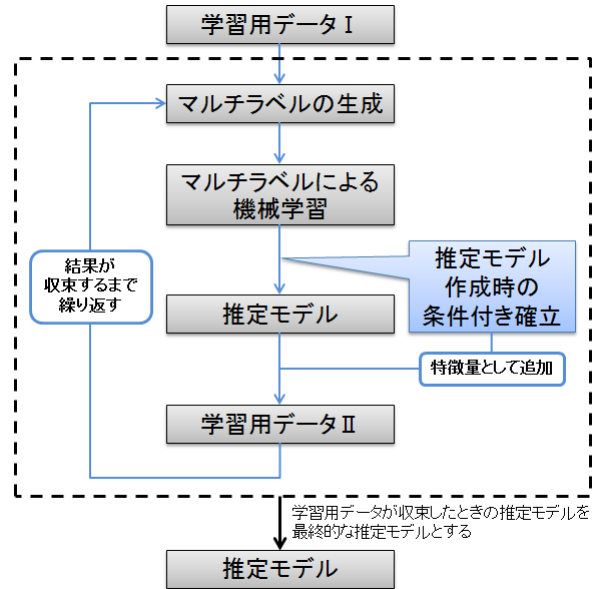 学習用データⅠ
マルチラベルの生成
マルチラベルによる
機械学習
結果が
収束するまで
繰り返す
推定モデル
作成時の
条件付き確立
推定モデル
特徴量として追加
学習用データⅡ
学習用データが収束したときの推定モデルを
最終的な推定モデルとする
推定モデル